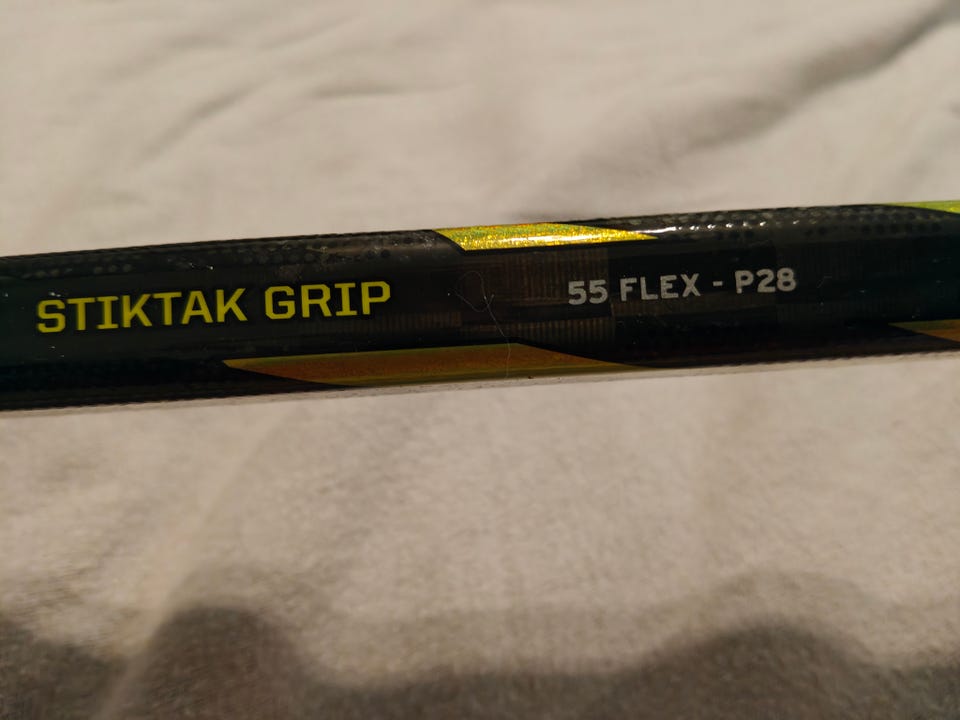 STIKTAK GRIP 55 FLEX - P28